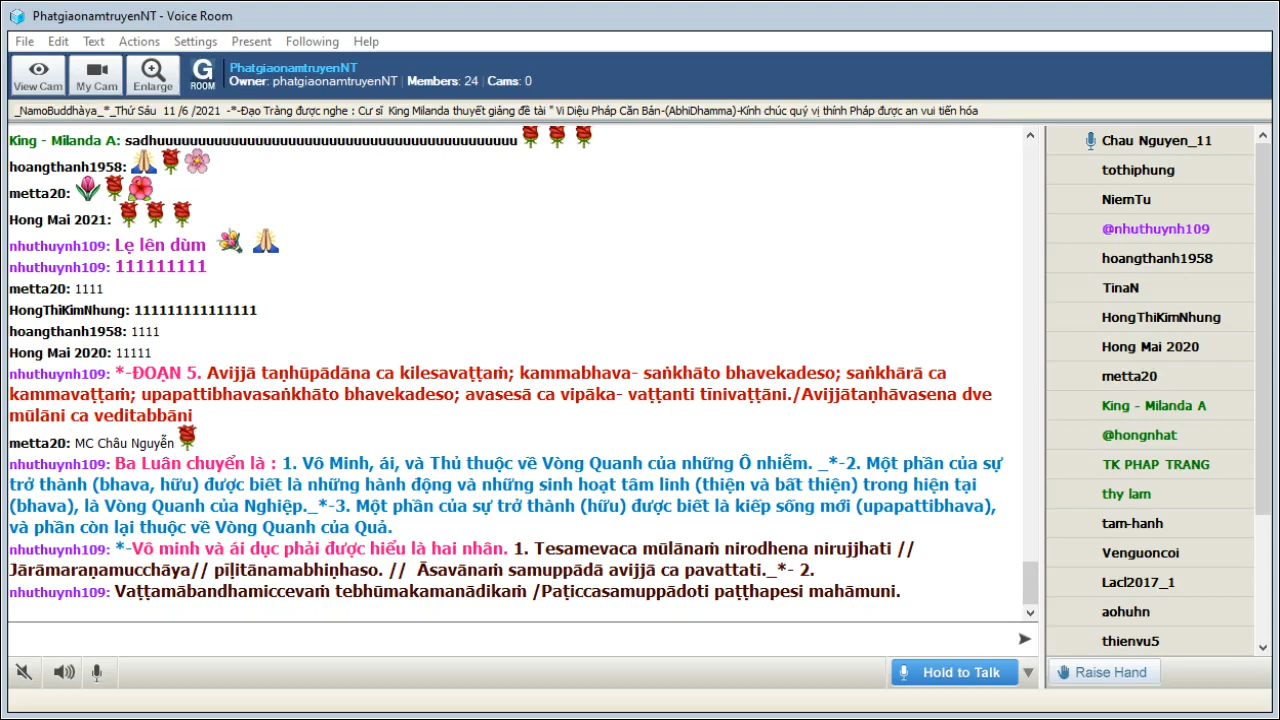 PhatgiaonamtruyenNT - Voice Room
File Edit Text Actions Settings Present Following Help
View Cam
My Cam
Enlarge
G ROOM
PhatgiaonamtruyenNT
Owner: phatgiaonamtruyenNT | Members: 24 | Cams: 0
_NamoBuddhàya_*_Thứ Sáu 11 /6 /2021 -*-Đạo Tràng được nghe : Cư sĩ King Milanda thuyết giảng đề tài " Vi Diệu Pháp Căn Bản-(AbhiDhamma)-Kính chúc quý vị thính Pháp được an vui tiến hóa
King - Milanda A: sadhuuuuuuuuuuuuuuuuuuuuuuuuuuuuuuuuuuuuuuuuuuuu
hoangthanh1958:
metta20:
Hong Mai 2021:
nhuthuynh109: Lẹ lên dùm
nhuthuynh109: 111111111
metta20: 1111
HongThiKimNhung: 111111111111111
hoangthanh1958: 1111
Hong Mai 2020: 11111
nhuthuynh109: *-ĐOẠN 5. Avijjā taṇhūpādāna ca kilesavaṭṭaṁ; kammabhava- saṅkhāto bhavekadeso; saṅkhārā ca
kammavaṭṭaṁ; upapattibhavasaṅkhāto bhavekadeso; avasesā ca vipāka- vaṭṭanti tīnivaṭṭāni./Avijjātaṇhāvasena dve
mūlāni ca veditabbāni
metta20: MC Châu Nguyễn
nhuthuynh109: Ba Luân chuyển là : 1. Vô Minh, ái, và Thủ thuộc về Vòng Quanh của những Ô nhiễm. _*-2. Một phần của sự
trở thành (bhava, hữu) được biết là những hành động và những sinh hoạt tâm linh (thiện và bất thiện) trong hiện tại
(bhava), là Vòng Quanh của Nghiệp._*-3. Một phần của sự trở thành (hữu) được biết là kiếp sống mới (upapattibhava),
và phần còn lại thuộc về Vòng Quanh của Quả.
nhuthuynh109: *-Vô minh và ái dục phải được hiểu là hai nhân. 1. Tesamevaca mūlānaṁ nirodhena nirujjhati //
Jārāmaraṇamucchāya// pīḷitānamabhiṇhaso. // Āsavānaṁ samuppādā avijjā ca pavattati._*- 2.
nhuthuynh109: Vaṭṭamābandhamiccevaṁ tebhūmakamanādikaṁ /Paṭiccasamuppādoti paṭṭhapesi mahāmuni.
Chau Nguyen_11
tothiphung
NiemTu
@nhuthuynh109
hoangthanh1958
TinaN
HongThiKimNhung
Hong Mai 2020
metta20
King - Milanda A
@hongnhat
TK PHAP TRANG
thy lam
tam-hanh
Venguoncoi
Lacl2017_1
aohuhn
thienvu5
Hold to Talk
Raise Hand